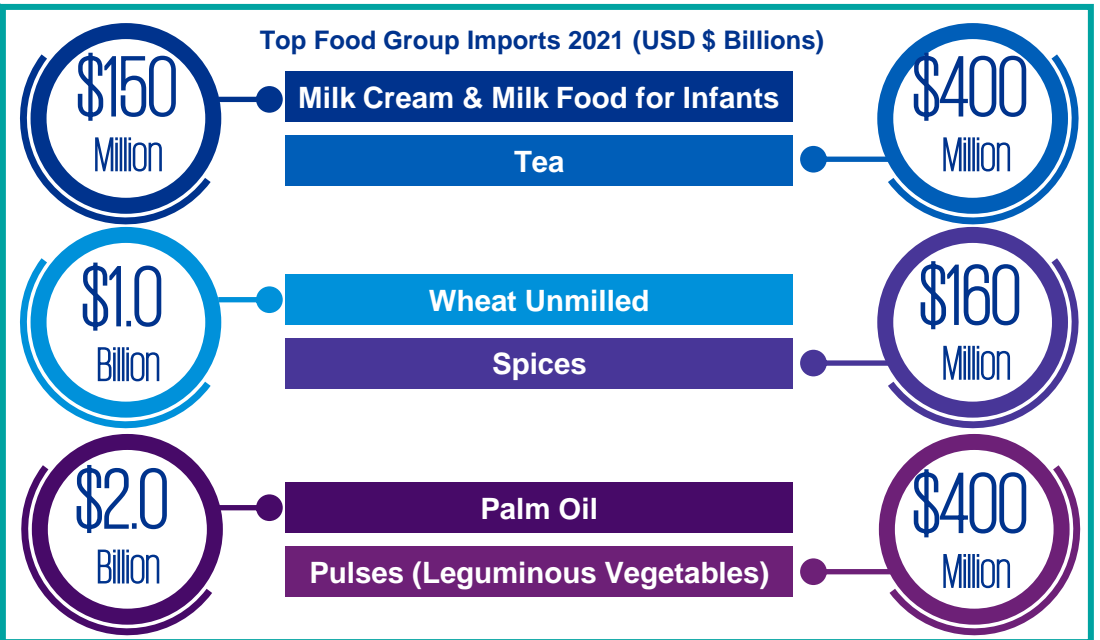 Top Food Group Imports 2021 (USD $ Billions)
$150
Million
Milk Cream & Milk Food for Infants
Tea
$400
Million
$1.0
Billion
Wheat Unmilled
Spices
$160
Million
$2.0
Billion
Palm Oil
Pulses (Leguminous Vegetables)
$400
Million